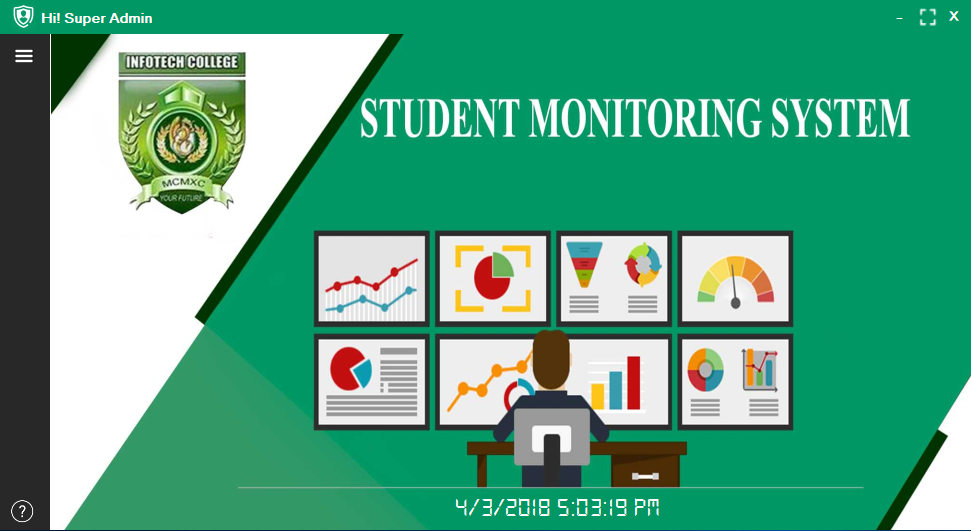 Hi! Super Admin
INFOTECH COLLEGE
MCMXC
YOUR FUTURE
STUDENT MONITORING SYSTEM
4/3/2018 5:03:19 PM